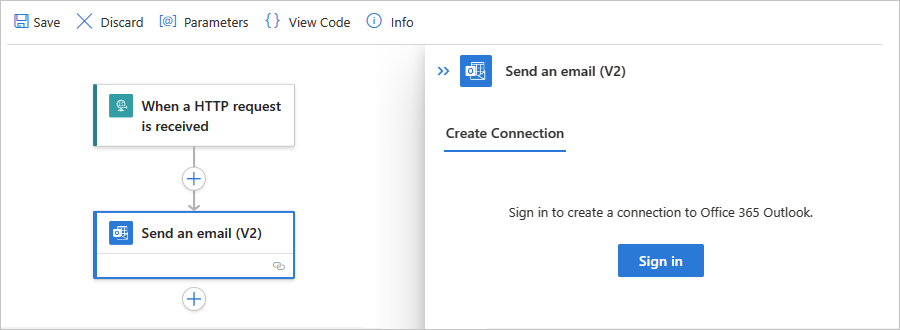 Save Discard [@] Parameters {} View Code Info
When a HTTP request
is received
Send an email (V2)
Send an email (V2)
Create Connection
Sign in to create a connection to Office 365 Outlook.
Sign in